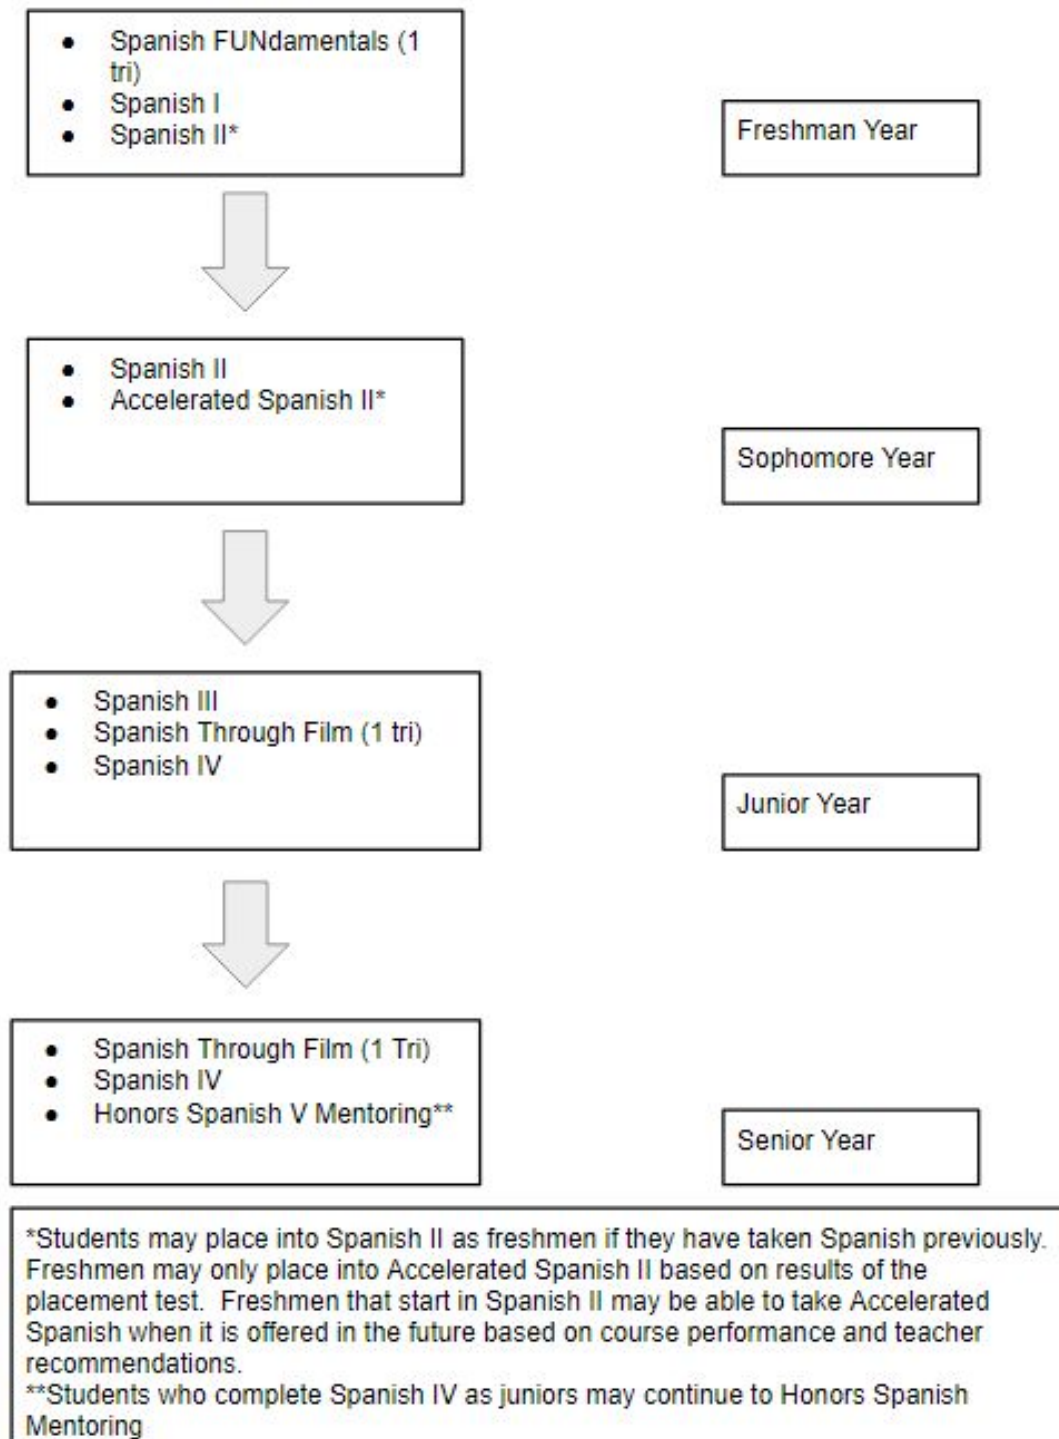 ● Spanish FUNdamentals (1
tri)
● Spanish I
● Spanish II*
Freshman Year
● Spanish II
● Accelerated Spanish II*
Sophomore Year
● Spanish III
● Spanish Through Film (1 tri)
● Spanish IV
Junior Year
● Spanish Through Film (1 Tri)
● Spanish IV
● Honors Spanish V Mentoring**
Senior Year
*Students may place into Spanish II as freshmen if they have taken Spanish previously.
Freshmen may only place into Accelerated Spanish II based on results of the
placement test.  Freshmen that start in Spanish II may be able to take Accelerated
Spanish when it is offered in the future based on course performance and teacher
recommendations.
**Students who complete Spanish IV as juniors may continue to Honors Spanish
Mentoring